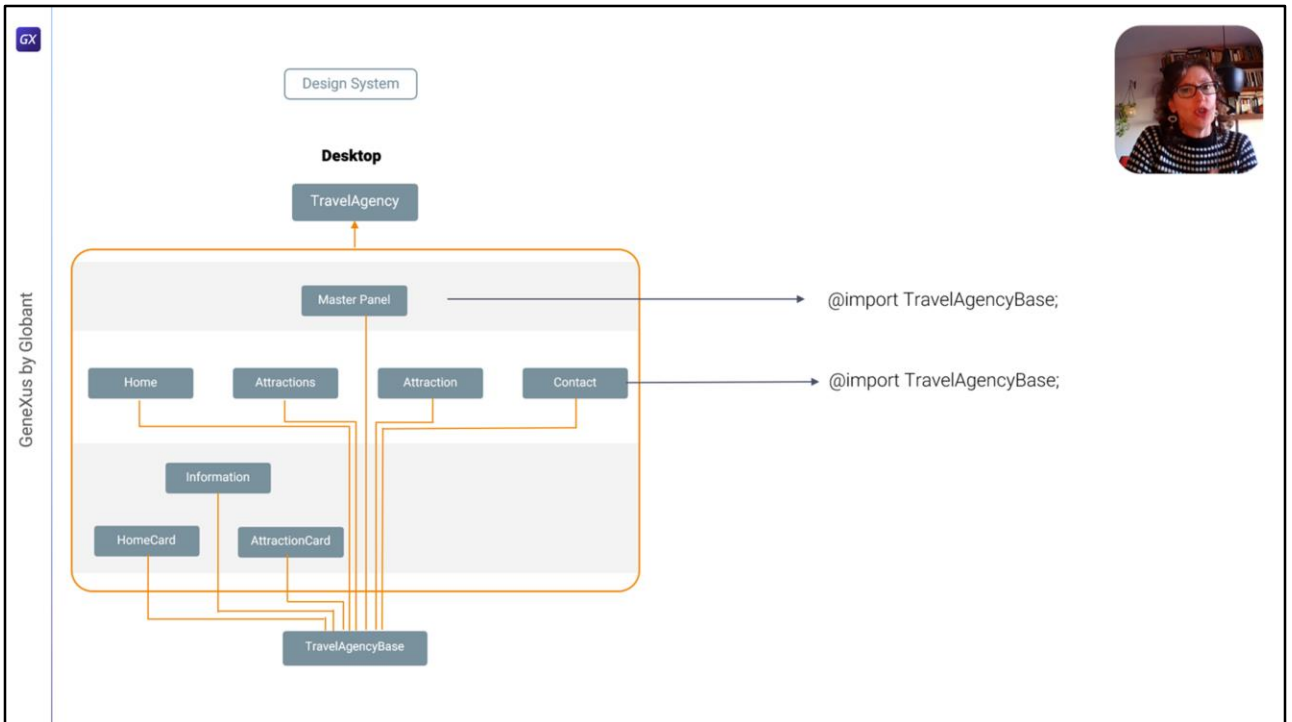 GX
Design System
Desktop
TravelAgency
Master Panel
@import TravelAgencyBase;
Home
Attractions
Attraction
Contact
@import TravelAgencyBase;
Information
HomeCard
AttractionCard
TravelAgencyBase
GeneXus by Globant